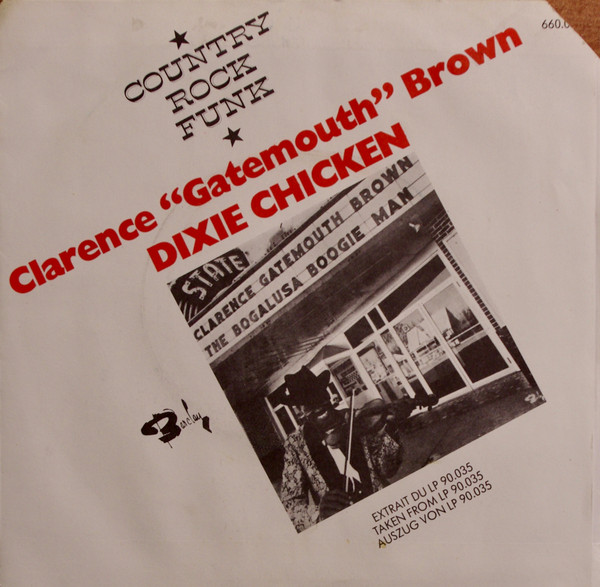 COUNTRY
ROCK
FUNK
Clarence "Gatemouth" Brown
DIXIE CHICKEN
STATE
CLARENCE GATEMOUTH BROWN
THE BOGALUSA BOOGIE MAN
Barclay
EXTRAIT DU LP 90.035
TAKEN FROM LP 90.035
AUSZUG VON LP 90.035